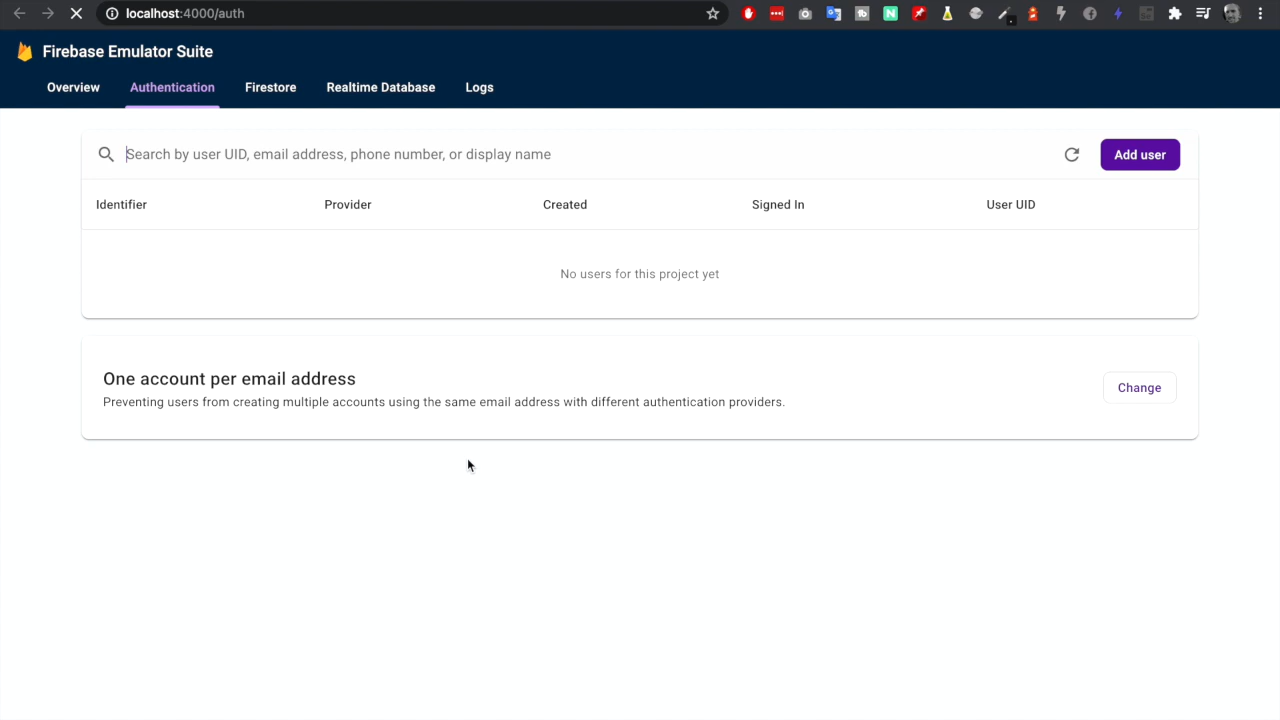 localhost:4000/auth
Firebase Emulator Suite
Overview Authentication Firestore Realtime Database Logs
Search by user UID, email address, phone number, or display name Add user
Identifier Provider Created Signed In User UID
No users for this project yet
One account per email address
Preventing users from creating multiple accounts using the same email address with different authentication providers.
Change